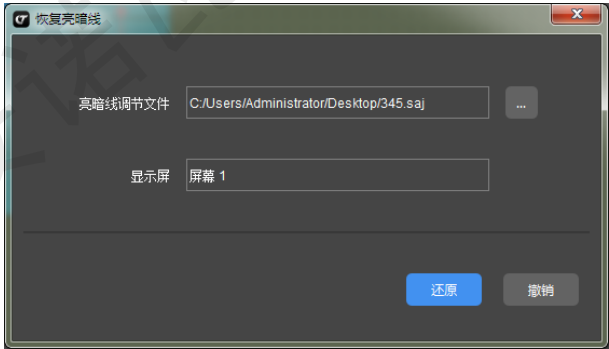 恢复亮暗线
亮暗线调节文件 C:/Users/Administrator/Desktop/345.saj ...
显示屏 屏幕 1
还原 撤销